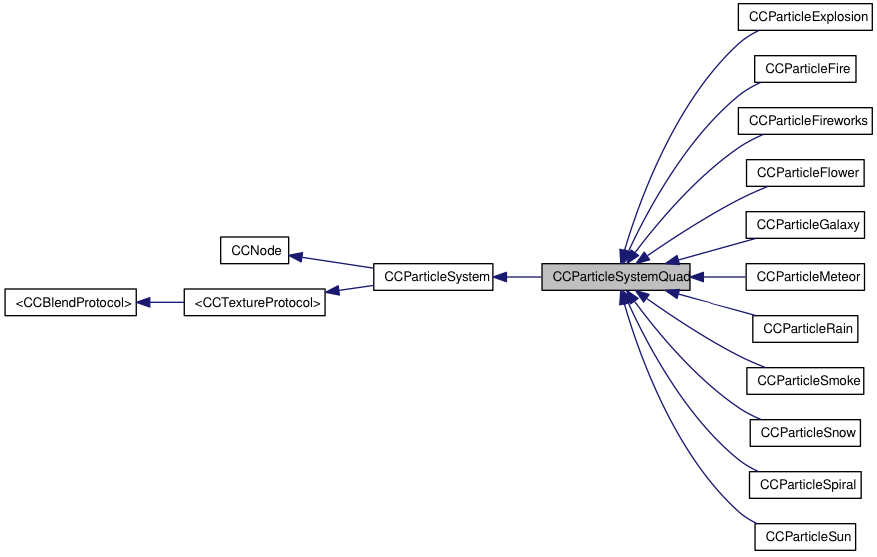 CCParticleExplosion
CCParticleFire
CCParticleFireworks
CCParticleFlower
CCParticleGalaxy
CCNode
CCParticleSystem
CCParticleSystemQuad
CCParticleMeteor
<CCBlendProtocol>
<CCTextureProtocol>
CCParticleRain
CCParticleSmoke
CCParticleSnow
CCParticleSpiral
CCParticleSun